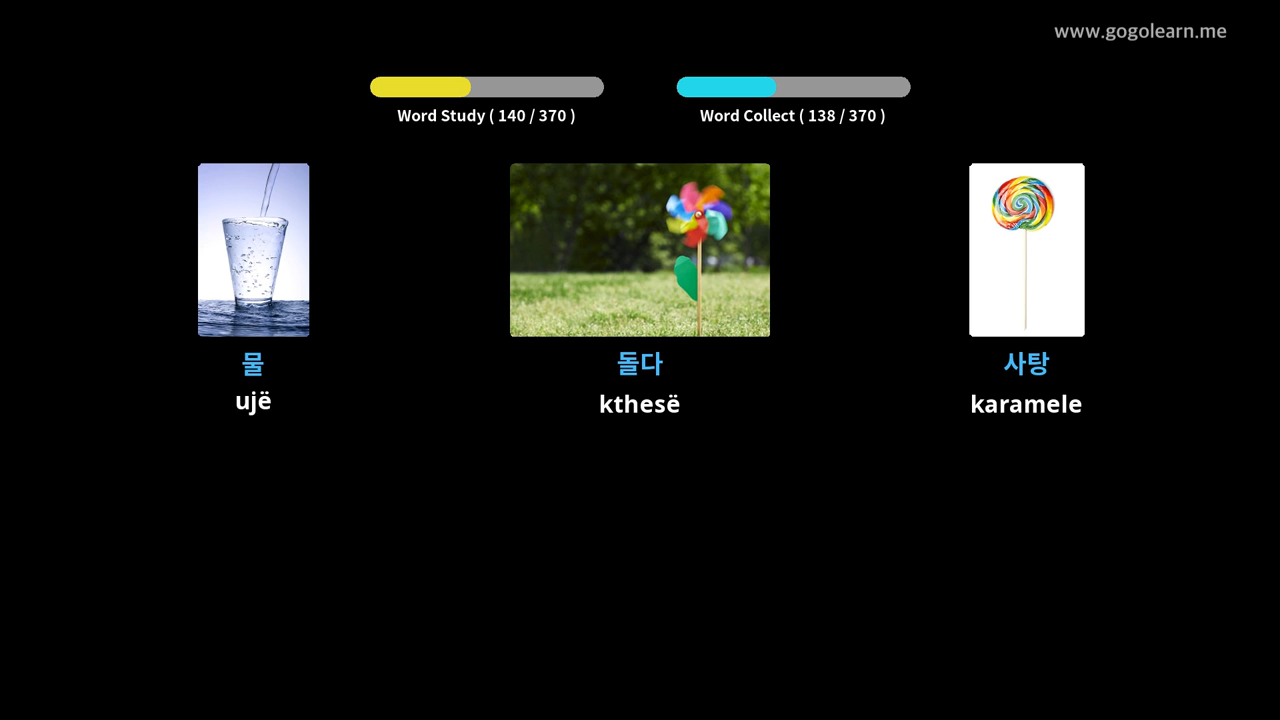 www.gogolearn.me
Word Study ( 140 / 370 )
Word Collect ( 138 / 370 )
물
ujë
돌다
kthesë
사탕
karamele